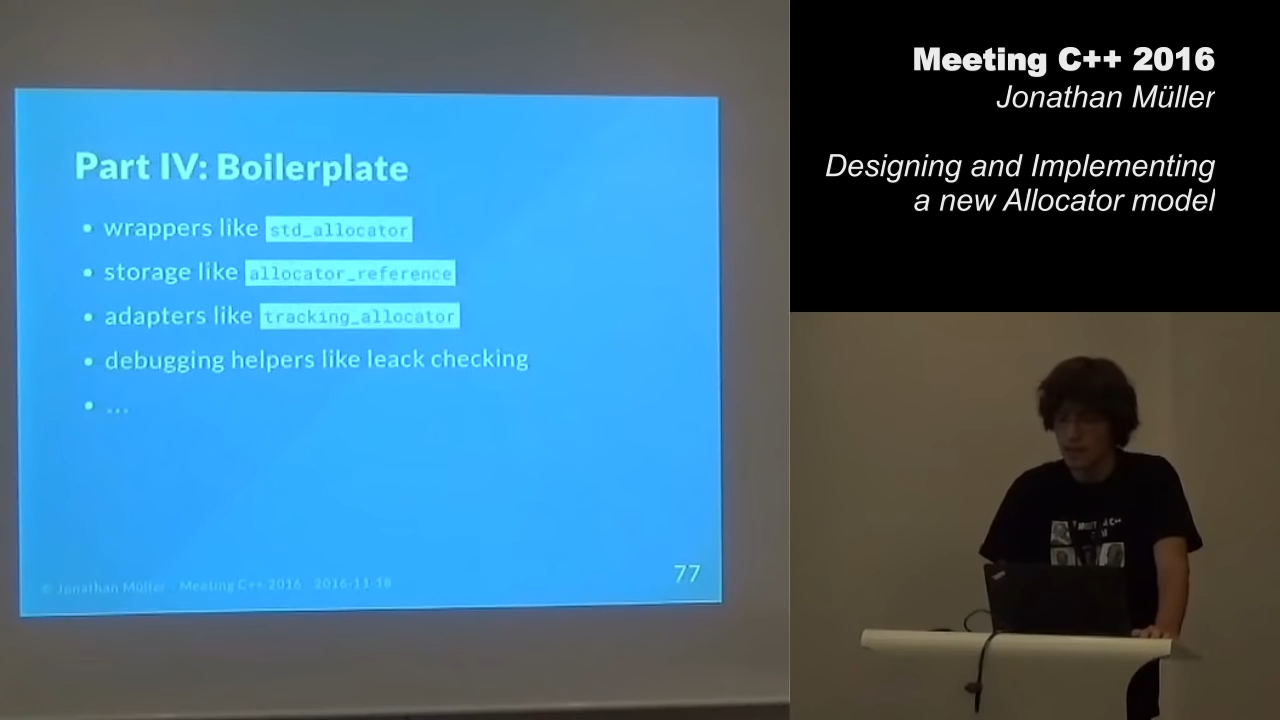 Part IV: Boilerplate
• wrappers like std_allocator
• storage like allocator_reference
• adapters like tracking_allocator
• debugging helpers like leack checking
• ...
© Jonathan Müller - Meeting C++ 2016 - 2016-11-18
77
Meeting C++ 2016
Jonathan Müller
Designing and Implementing
a new Allocator model